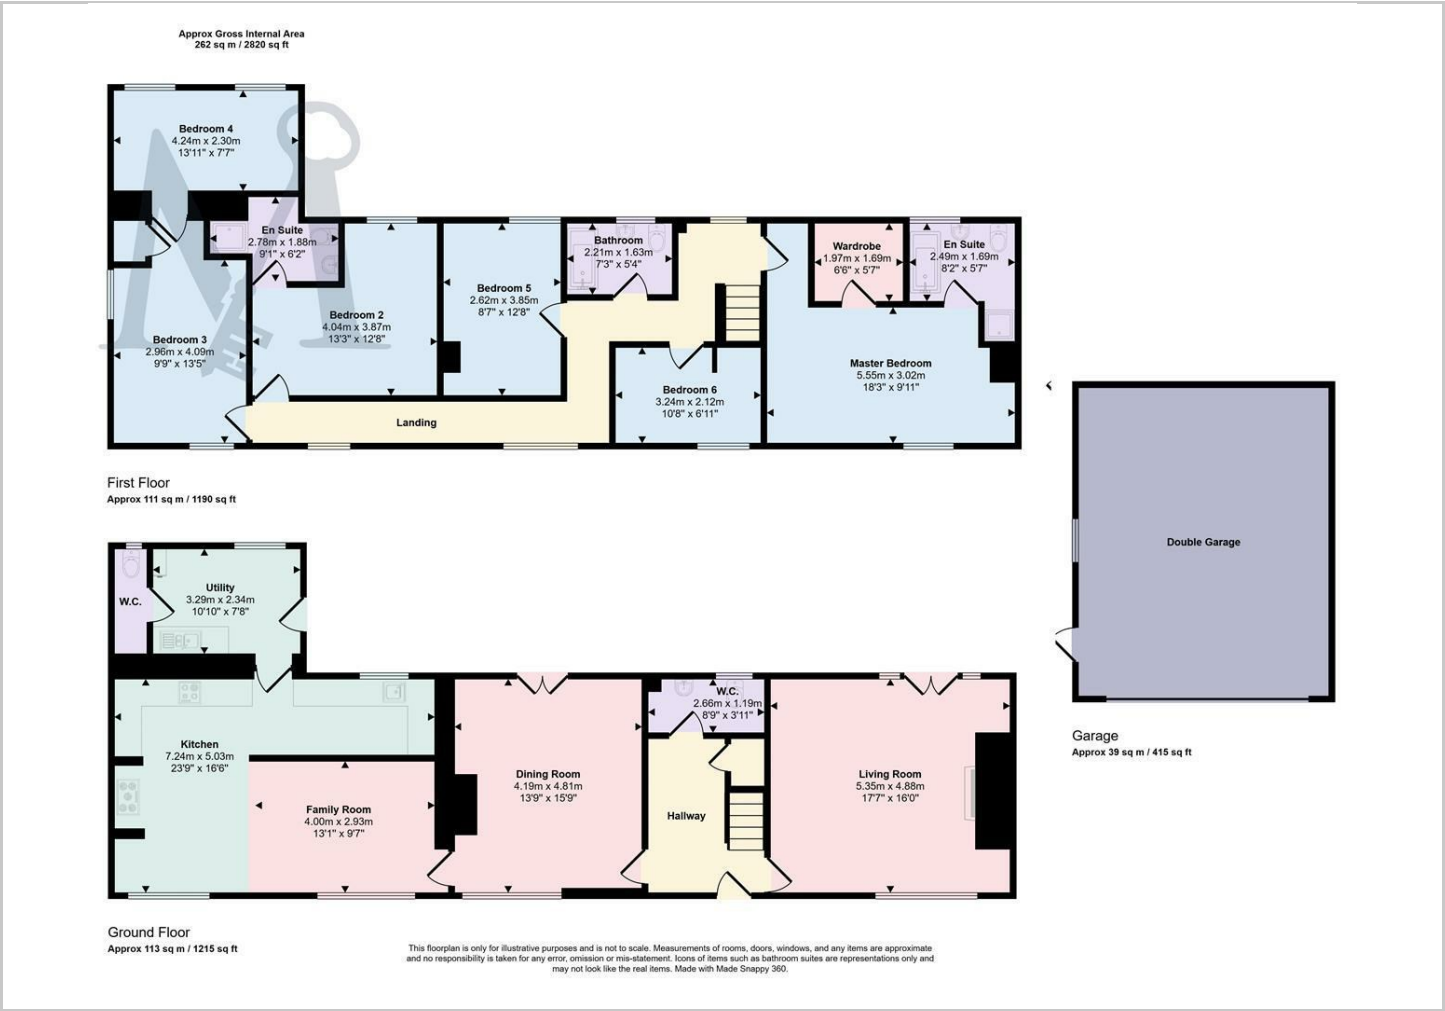 Approx Gross Internal Area
262 sq m / 2820 sq ft
Bedroom 4
4.24m x 2.30m
13'11" x 7'7"
En Suite
2.78m x 1.88m
9'1" x 6'2"
Bathroom
2.21m x 1.63m
7'3" x 5'4"
Wardrobe
1.97m x 1.69m
6'6" x 5'7"
En Suite
2.49m x 1.69m
8'2" x 5'7"
Bedroom 5
2.62m x 3.85m
8'7" x 12'8"
Bedroom 2
4.04m x 3.87m
13'3" x 12'8"
Bedroom 3
2.96m x 4.09m
9'9" x 13'5"
Master Bedroom
5.55m x 3.02m
18'3" x 9'11"
Bedroom 6
3.24m x 2.12m
10'8" x 6'11"
Landing
First Floor
Approx 111 sq m / 1190 sq ft
Double Garage
Garage
Approx 39 sq m / 415 sq ft
Utility
3.29m x 2.34m
10'10" x 7'8"
W.C.
W.C.
2.66m x 1.19m
8'9" x 3'11"
Kitchen
7.24m x 5.03m
23'9" x 16'6"
Dining Room
4.19m x 4.81m
13'9" x 15'9"
Living Room
5.35m x 4.88m
17'7" x 16'0"
Family Room
4.00m x 2.93m
13'1" x 9'7"
Hallway
Ground Floor
Approx 113 sq m / 1215 sq ft
This floorplan is only for illustrative purposes and is not to scale. Measurements of rooms, doors, windows, and any items are approximate
and no responsibility is taken for any error, omission or mis-statement. Icons of items such as bathroom suites are representations only and
may not look like the real items. Made with Made Snappy 360.